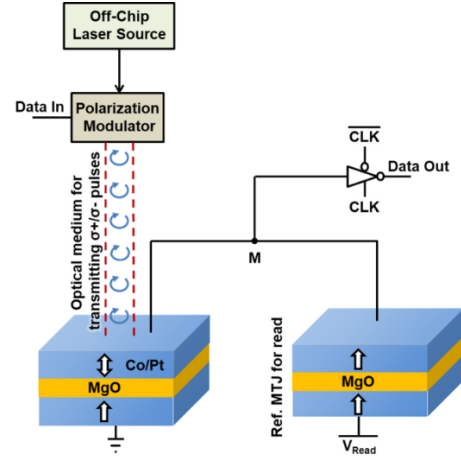 Off-Chip
Laser Source
Data In
Polarization
Modulator
Optical medium for
transmitting σ+/σ- pulses
CLK
Data Out
CLK
M
Co/Pt
MgO
Ref. MTJ for read
MgO
VRead